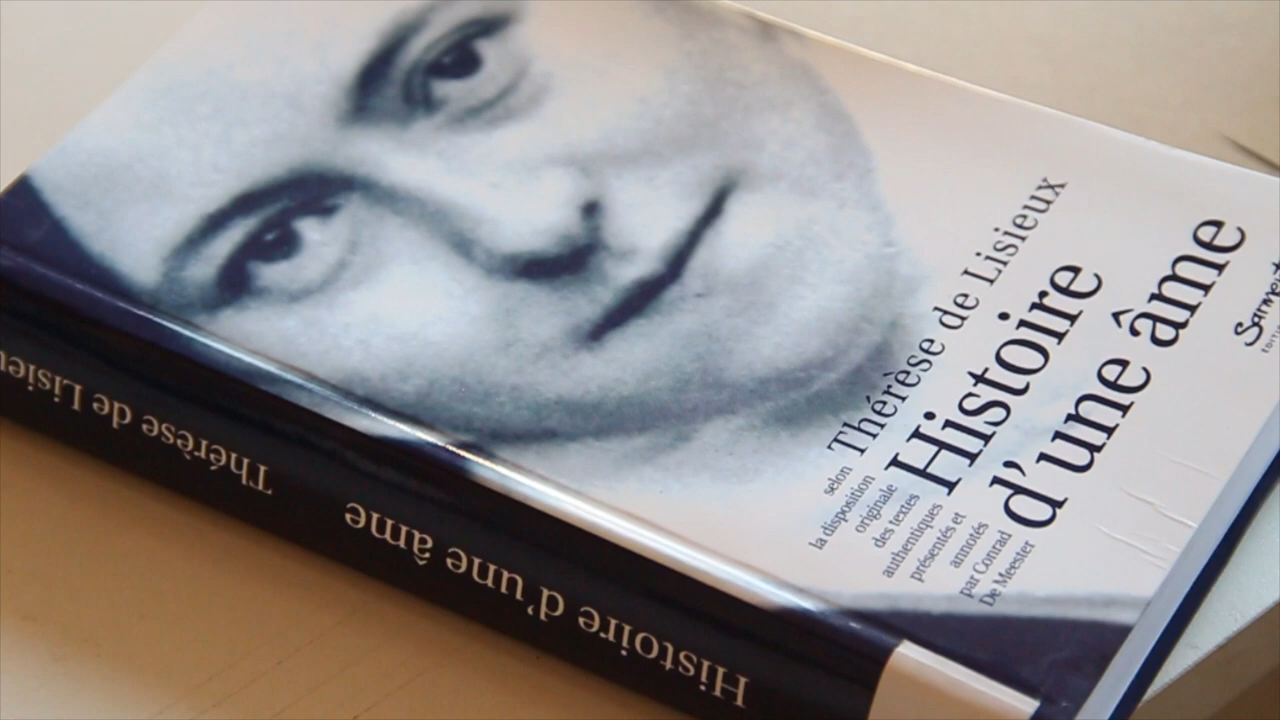 Thérèse de Lisieux
Histoire
d'une âme
selon
la disposition
originale
des textes
authentiques
présentés et
annotés
par Conrad
De Meester
Histoire d'une âme
Thérèse de